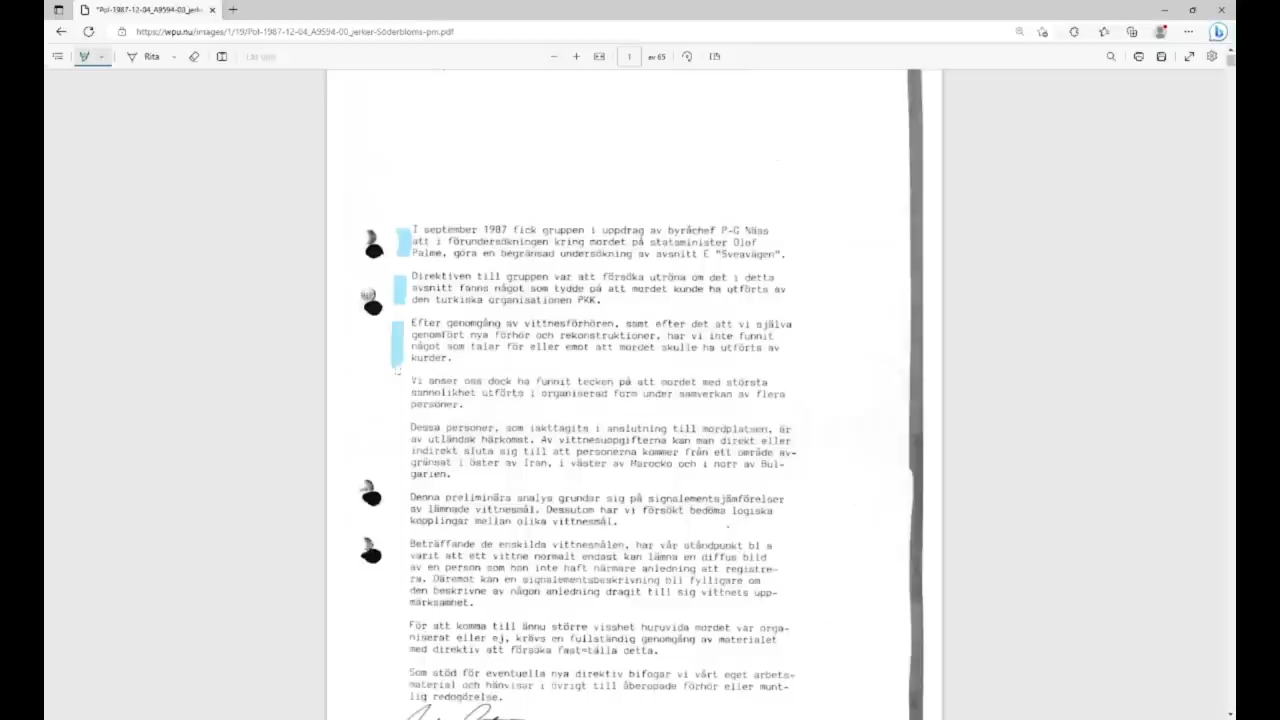 *Pol-1987-12-04_A9594-00_jerk
https://wpu.nu/images/1/19/Pol-1987-12-04_A9594-00_jerker-Söderbloms-pm.pdf
Rita
1
av 65
I september 1987 fick gruppen i uppdrag av byråchef P-G Näss
att i förundersökningen kring mordet på statsminister Olof
Palme, göra en begränsad undersökning av avsnitt E "Sveavägen".
Direktiven till gruppen var att försöka utröna om det i detta
avsnitt fanns något som tydde på att mordet kunde ha utförts av
den turkiska organisationen PKK.
Efter genomgång av vittnesförhören, samt efter det att vi själva
genomfört nya förhör och rekonstruktioner, har vi inte funnit
något som talar för eller emot att mordet skulle ha utförts av
kurder.
Vi anser oss dock ha funnit tecken på att mordet med största
sannolikhet utförts i organiserad form under samverkan av flera
personer.
Dessa personer, som iakttagits i anslutning till mordplatsen, är
av utländsk härkomst. Av vittnesuppgifterna kan man direkt eller
indirekt sluta sig till att personerna kommer från ett område av-
gränsat i öster av Iran, i väster av Marocko och i norr av Bul-
garien.
Denna preliminära analys grundar sig på signalementsjämförelser
av lämnade vittnesmål. Dessutom har vi försökt bedöma logiska
kopplingar mellan olika vittnesmål.
Beträffande de enskilda vittnesmålen, har vår ståndpunkt bl a
varit att ett vittne normalt endast kan lämna en diffus bild
av en person som han inte haft närmare anledning att registre-
ra. Däremot kan en signalementsbeskrivning bli fylligare om
den beskrivne av någon anledning dragit till sig vittnets upp-
märksamhet.
För att komma till ännu större visshet huruvida mordet var orga-
niserat eller ej, krävs en fullständig genomgång av materialet
med direktiv att försöka fastställa detta.
Som stöd för eventuella nya direktiv bifogar vi vårt eget arbets-
material och hänvisar i övrigt till åberopade förhör eller munt-
lig redogörelse.